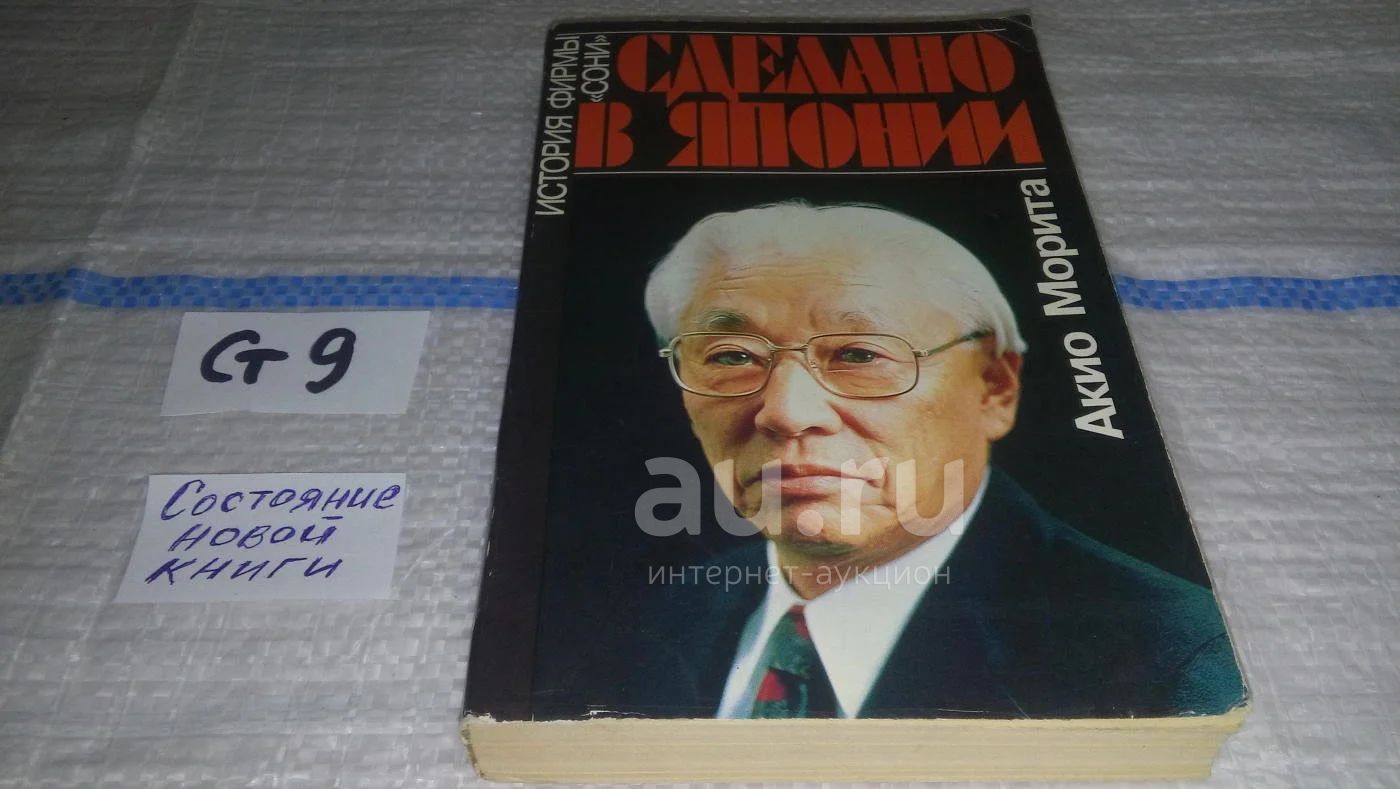 ИСТОРИЯ ФИРМЫ
«СОНИ»
СДЕЛАНО
В ЯПОНИИ
Акио Морита
Ст 9
Состояние
новой
книги
au.ru
интернет-аукцион